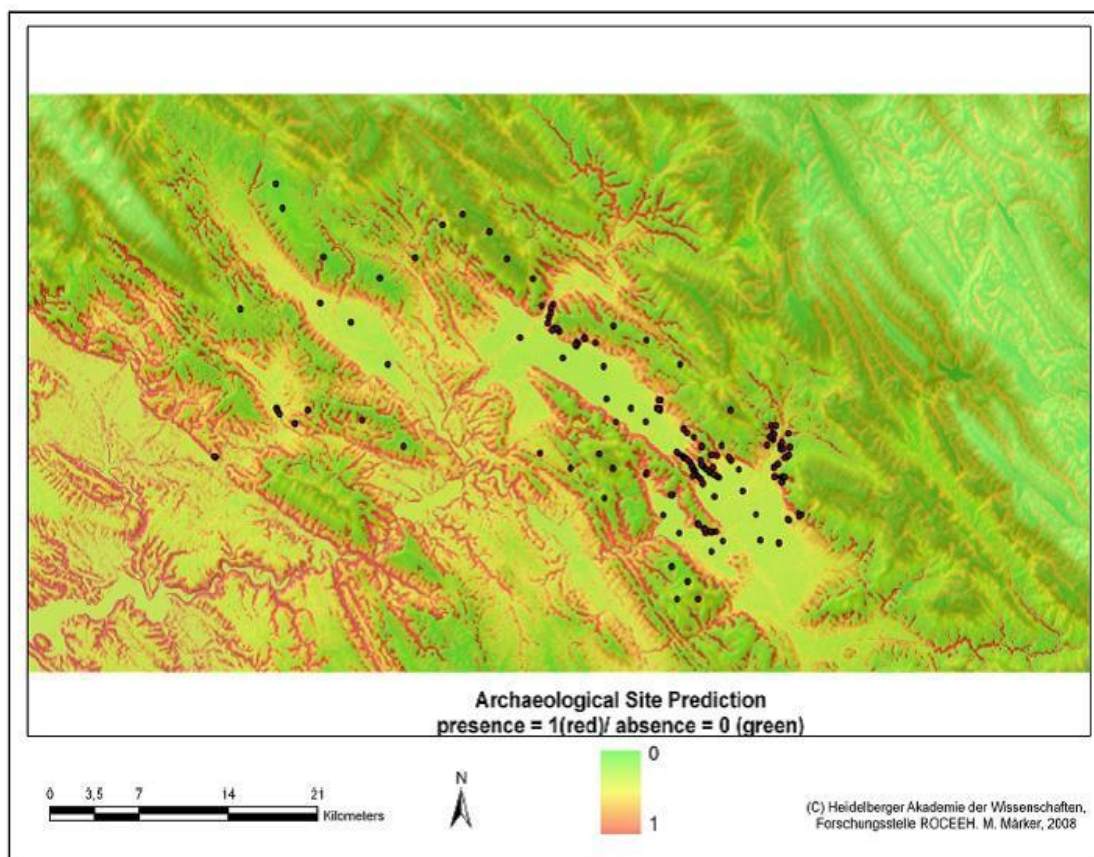 Archaeological Site Prediction
presence = 1(red)/ absence = 0 (green)
0
1
0 3,5 7 14 21
Kilometers
N
(C) Heidelberger Akademie der Wissenschaften,
Forschungsstelle ROCEEH. M. Märker, 2008